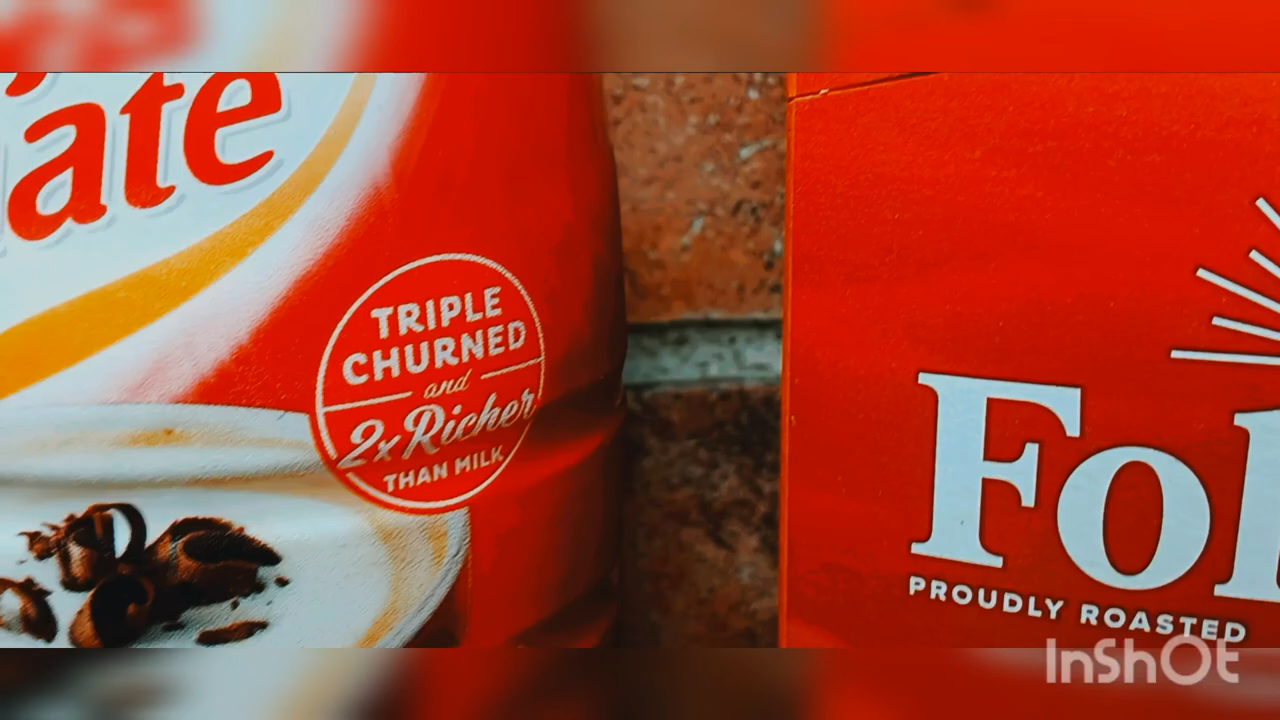 ate
TRIPLE
CHURNED
and
2x Richer
THAN MILK
Fol
PROUDLY ROASTED
InShOt